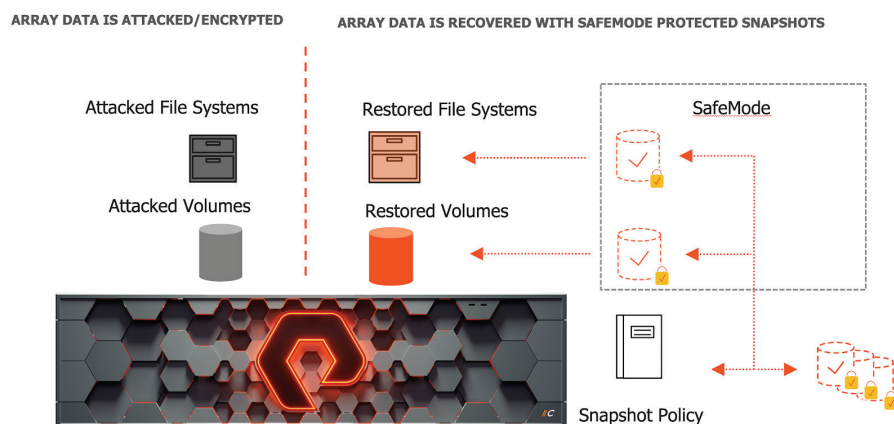 ARRAY DATA IS ATTACKED/ENCRYPTED
ARRAY DATA IS RECOVERED WITH SAFEMODE PROTECTED SNAPSHOTS
Attacked File Systems
Restored File Systems
SafeMode
Attacked Volumes
Restored Volumes
//C
Snapshot Policy